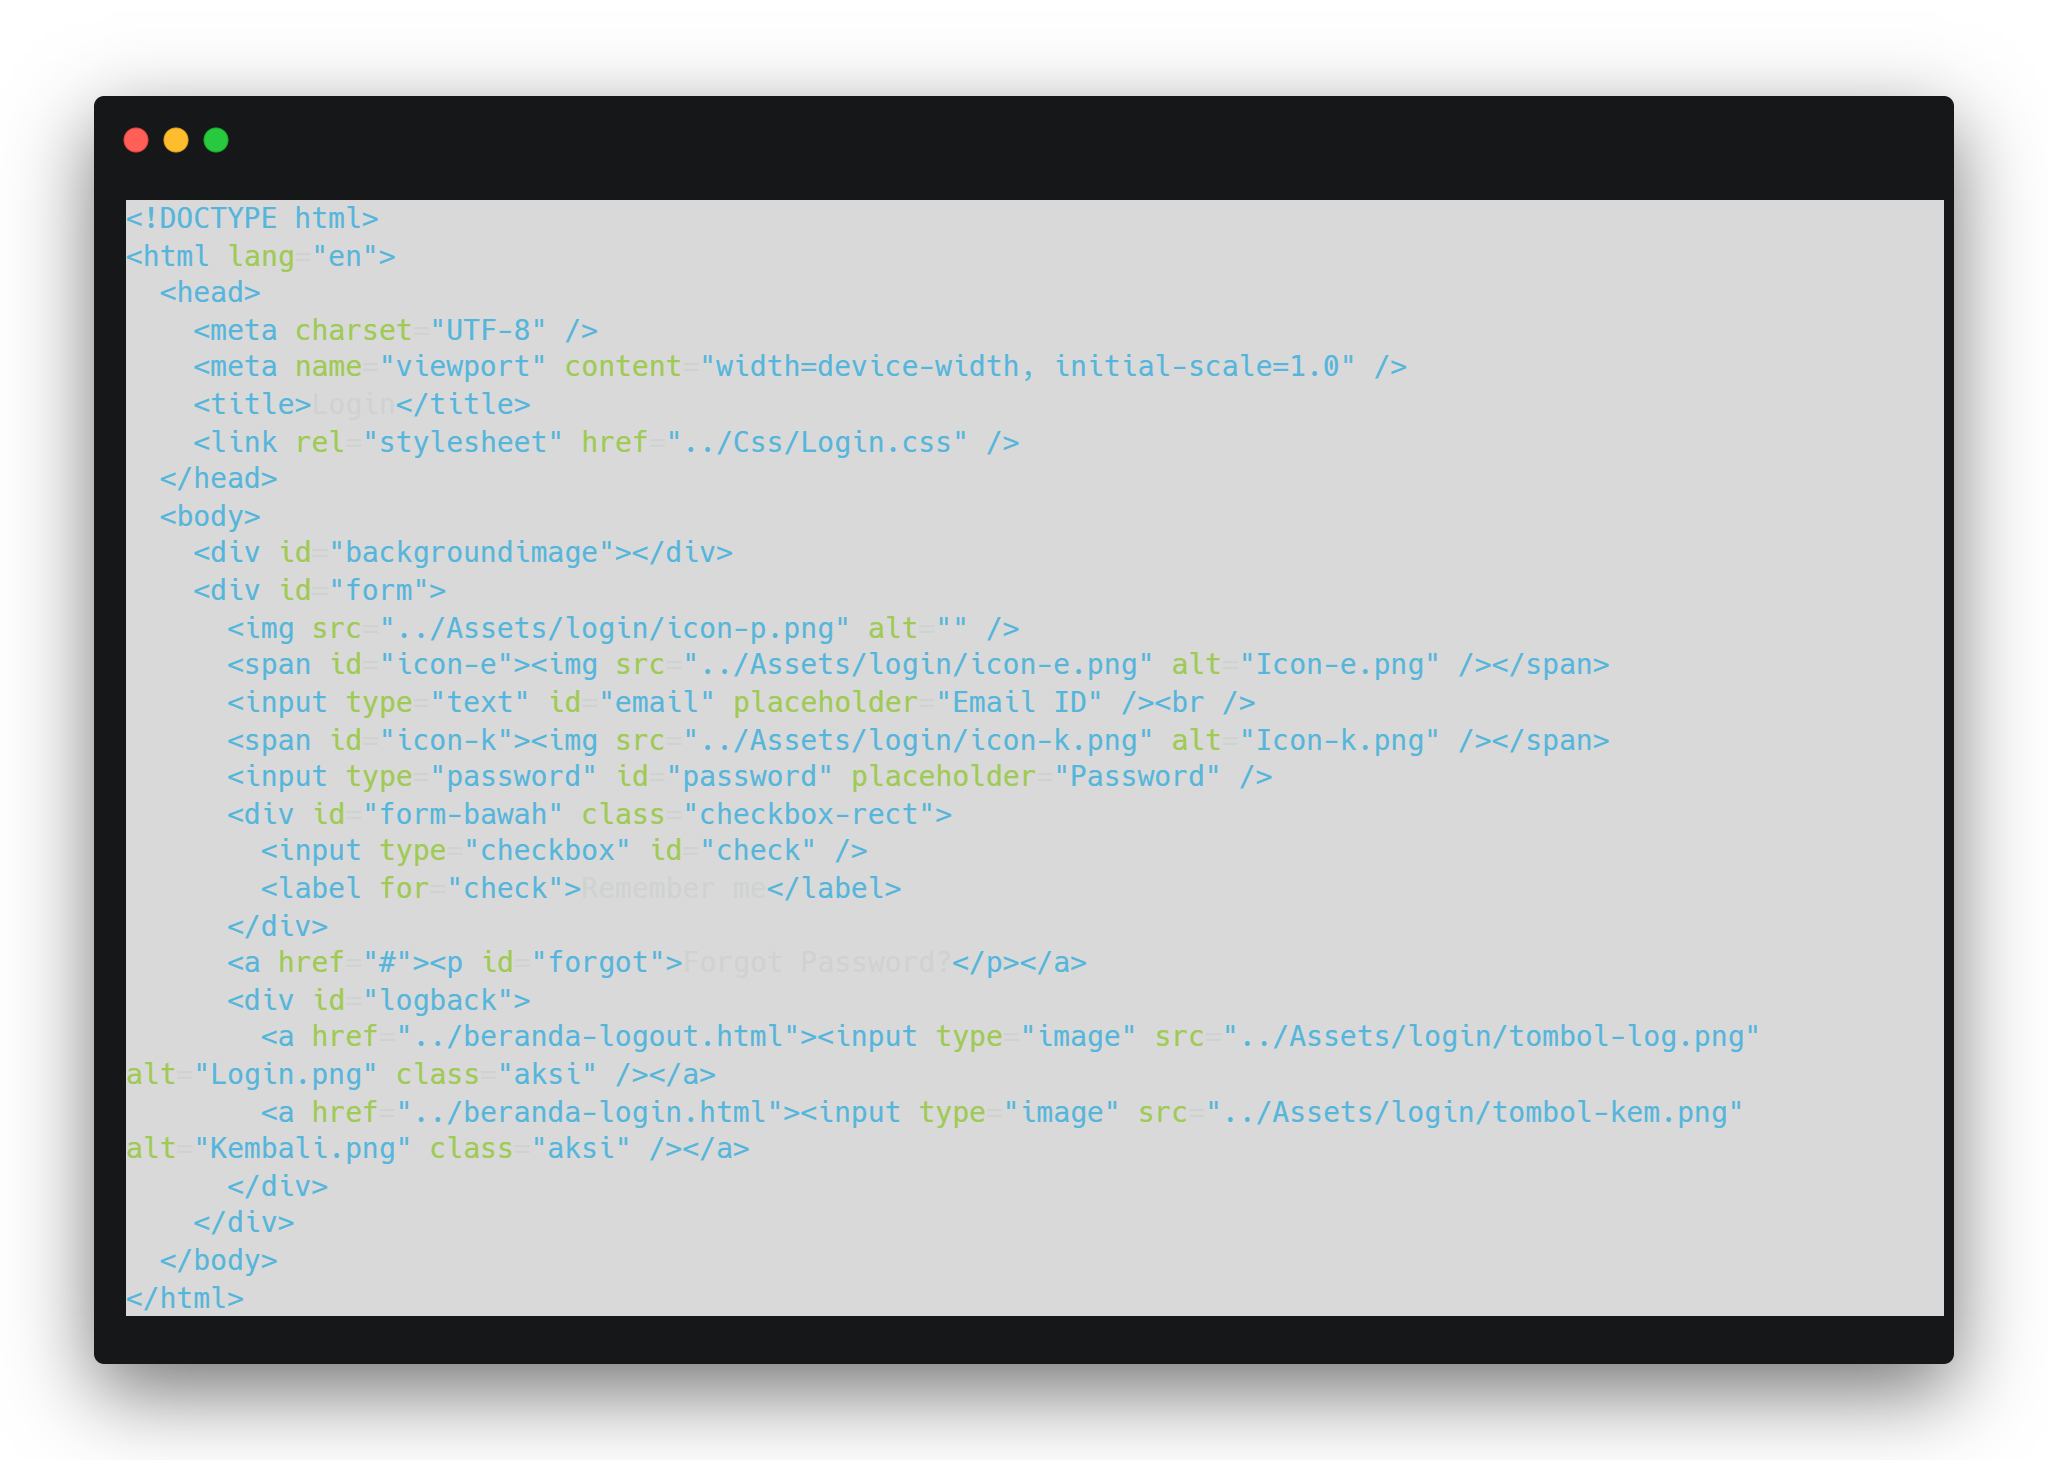 <!DOCTYPE html>
<html lang="en">
  <head>
    <meta charset="UTF-8" />
    <meta name="viewport" content="width=device-width, initial-scale=1.0" />
    <title>Login</title>
    <link rel="stylesheet" href="../Css/Login.css" />
  </head>
  <body>
    <div id="backgroundimage"></div>
    <div id="form">
      <img src="../Assets/login/icon-p.png" alt="" />
      <span id="icon-e"><img src="../Assets/login/icon-e.png" alt="Icon-e.png" /></span>
      <input type="text" id="email" placeholder="Email ID" /><br />
      <span id="icon-k"><img src="../Assets/login/icon-k.png" alt="Icon-k.png" /></span>
      <input type="password" id="password" placeholder="Password" />
      <div id="form-bawah" class="checkbox-rect">
        <input type="checkbox" id="check" />
        <label for="check">Remember me</label>
      </div>
      <a href="#"><p id="forgot">Forgot Password?</p></a>
      <div id="logback">
        <a href="../beranda-logout.html"><input type="image" src="../Assets/login/tombol-log.png"
alt="Login.png" class="aksi" /></a>
        <a href="../beranda-login.html"><input type="image" src="../Assets/login/tombol-kem.png"
alt="Kembali.png" class="aksi" /></a>
      </div>
    </div>
  </body>
</html>